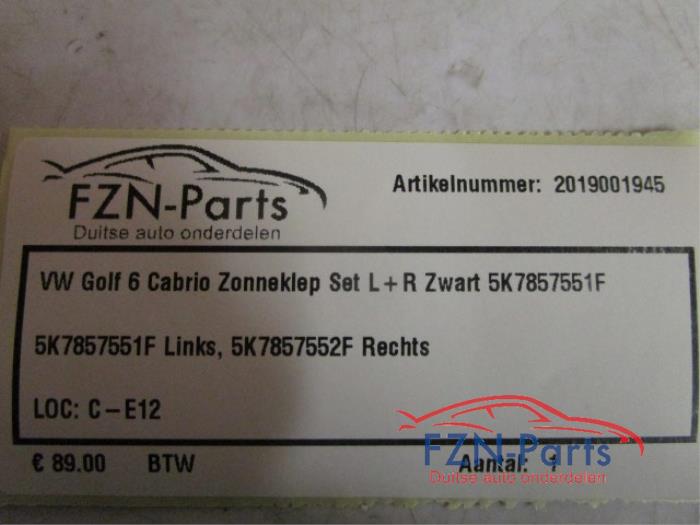 FZN-Parts
Duitse auto onderdelen
Artikelnummer: 2019001945
VW Golf 6 Cabrio Zonneklep Set L+R Zwart 5K7857551F
5K7857551F Links, 5K7857552F Rechts
LOC: C-E12
€ 89.00 BTW Aantal: 1
FZN-Parts
Duitse auto onderdelen